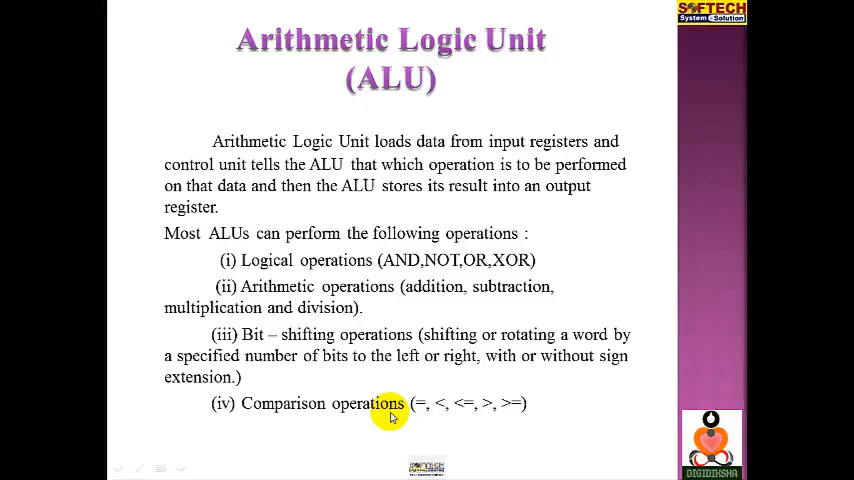 SOFTECH
System e Solution
Arithmetic Logic Unit
(ALU)
Arithmetic Logic Unit loads data from input registers and
control unit tells the ALU that which operation is to be performed
on that data and then the ALU stores its result into an output
register.
Most ALUs can perform the following operations :
(i) Logical operations (AND,NOT,OR,XOR)
(ii) Arithmetic operations (addition, subtraction,
multiplication and division).
(iii) Bit – shifting operations (shifting or rotating a word by
a specified number of bits to the left or right, with or without sign
extension.)
(iv) Comparison operations (=, <, <=, >, >=)
DIGIDIKSHA